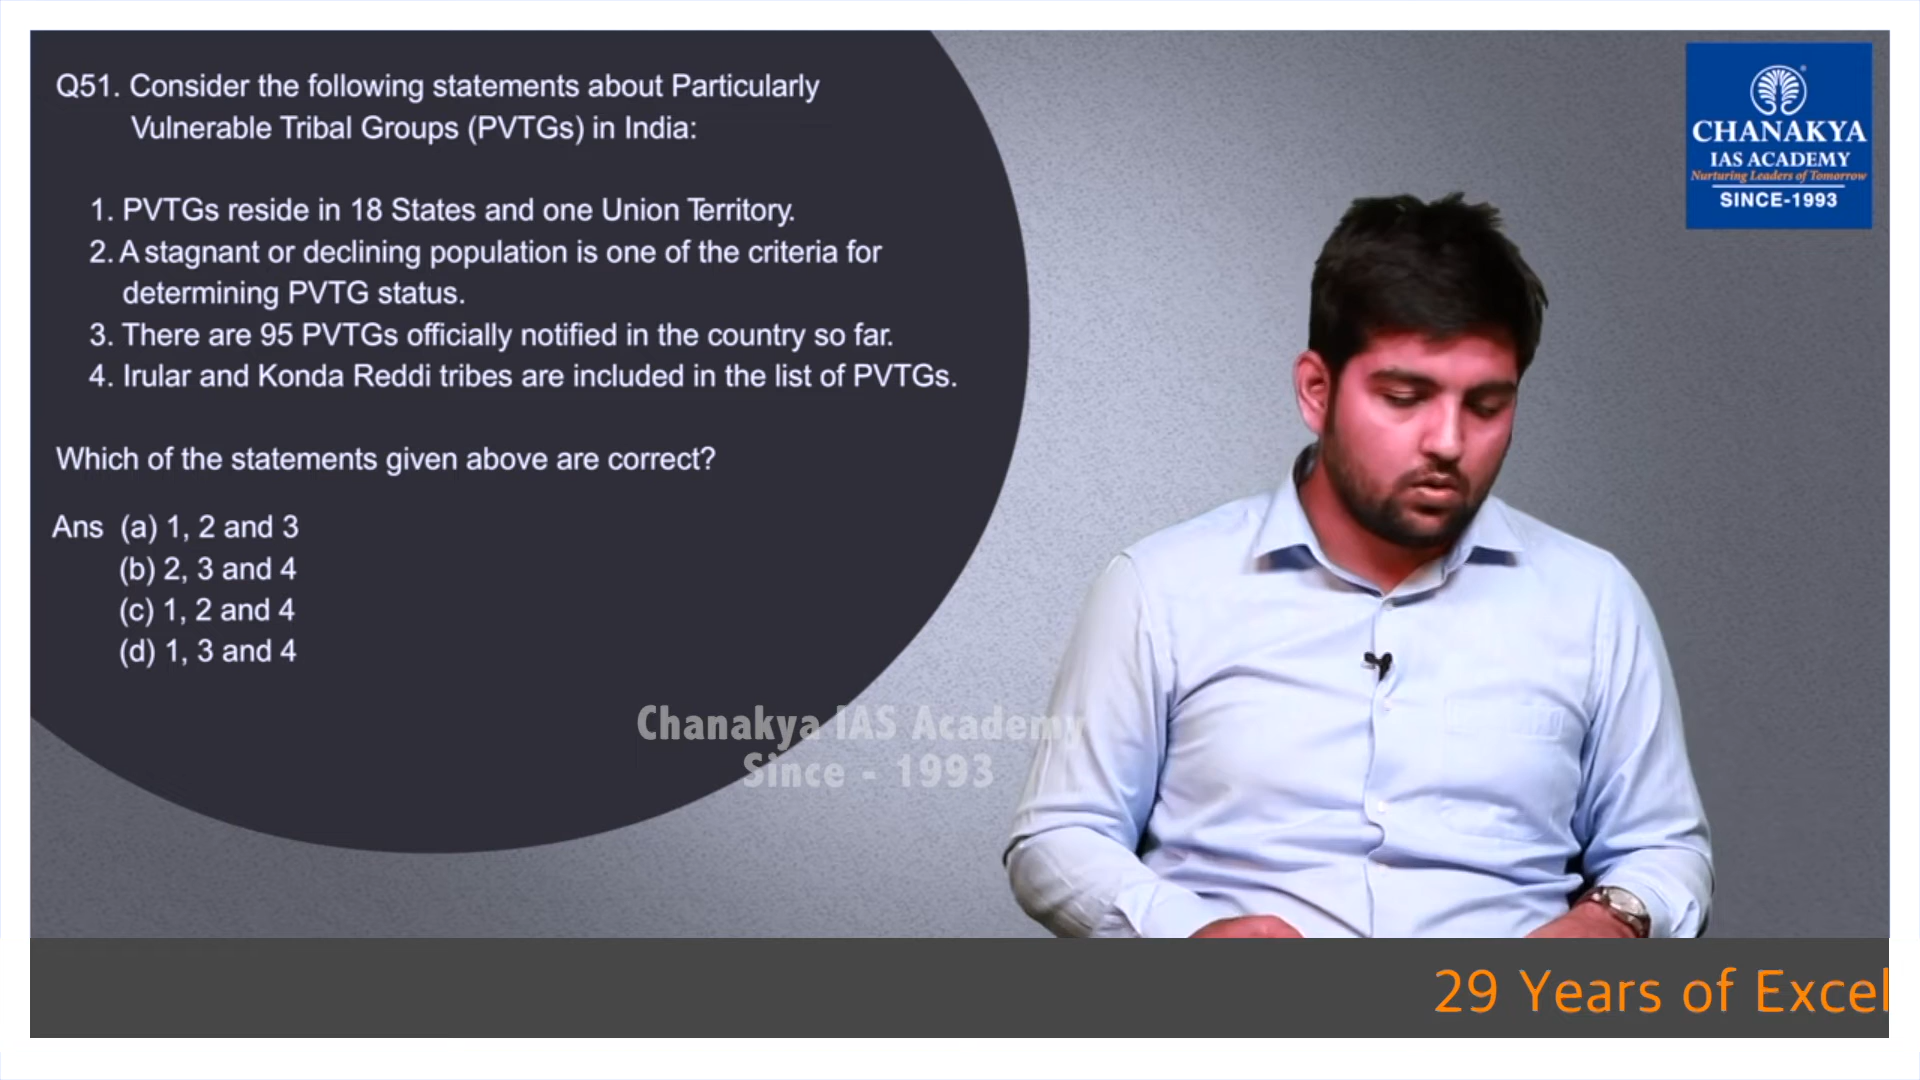 Q51. Consider the following statements about Particularly
Vulnerable Tribal Groups (PVTGs) in India:
1. PVTGs reside in 18 States and one Union Territory.
2. A stagnant or declining population is one of the criteria for
determining PVTG status.
3. There are 95 PVTGs officially notified in the country so far.
4. Irular and Konda Reddi tribes are included in the list of PVTGs.
Which of the statements given above are correct?
Ans (a) 1, 2 and 3
(b) 2, 3 and 4
(c) 1, 2 and 4
(d) 1, 3 and 4
CHANAKYA
IAS ACADEMY
Nurturing Leaders of Tomorrow
SINCE-1993
Chanakya IAS Academy
Since - 1993
29 Years of Excel